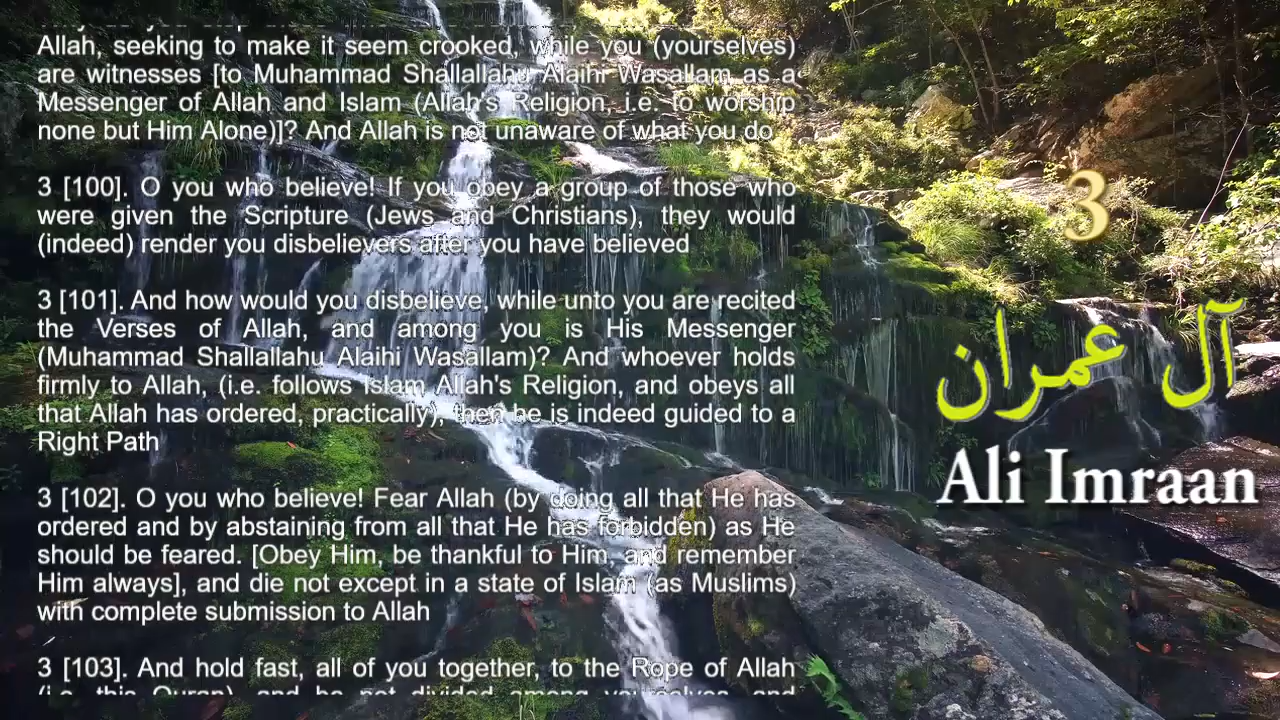 Allah, seeking to make it seem crooked, while you (yourselves)
are witnesses [to Muhammad Shallallahu Alaihi Wasallam as a
Messenger of Allah and Islam (Allah's Religion, i.e. to worship
none but Him Alone)]? And Allah is not unaware of what you do
3 [100]. O you who believe! If you obey a group of those who
were given the Scripture (Jews and Christians), they would
(indeed) render you disbelievers after you have believed
3 [101]. And how would you disbelieve, while unto you are recited
the Verses of Allah, and among you is His Messenger
(Muhammad Shallallahu Alaihi Wasallam)? And whoever holds
firmly to Allah, (i.e. follows Islam Allah's Religion, and obeys all
that Allah has ordered, practically), then he is indeed guided to a
Right Path
3 [102]. O you who believe! Fear Allah (by doing all that He has
ordered and by abstaining from all that He has forbidden) as He
should be feared. [Obey Him, be thankful to Him, and remember
Him always], and die not except in a state of Islam (as Muslims)
with complete submission to Allah
3 [103]. And hold fast, all of you together, to the Rope of Allah
(i.e. this Quran), and be not divided among yourselves, and
3
آل عمران
Ali Imraan